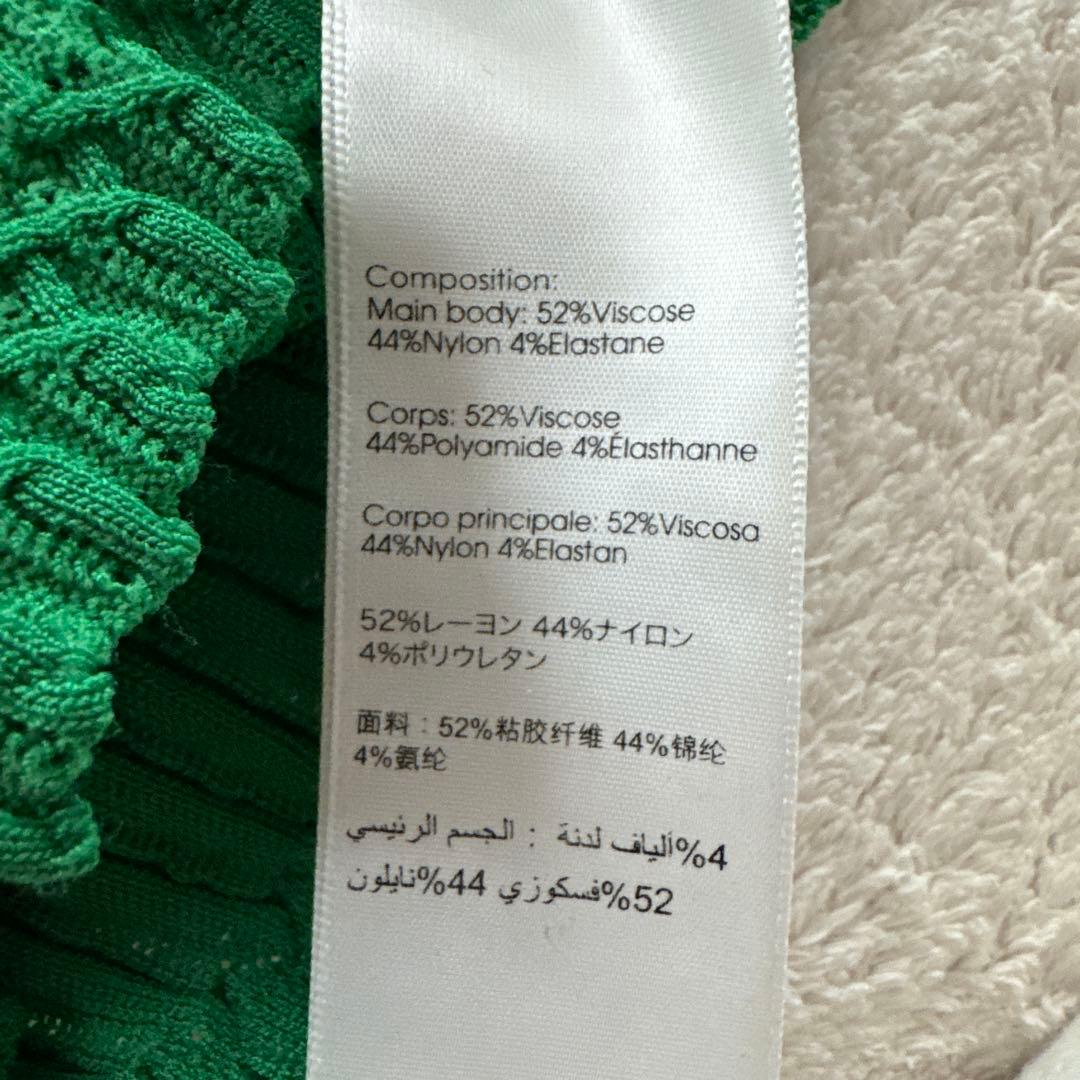 Composition:
Main body: 52%Viscose
44%Nylon 4%Elastane
Corps: 52%Viscose
44%Polyamide 4%Élasthanne
Corpo principale: 52%Viscosa
44%Nylon 4%Elastan
52%レーヨン 44%ナイロン
4%ポリウレタン
面料：52%粘胶纤维 44%锦纶
4%氨纶
4%ألياف لدنة : الجسم الرئيسي
52%فسكوزي 44%نايلون